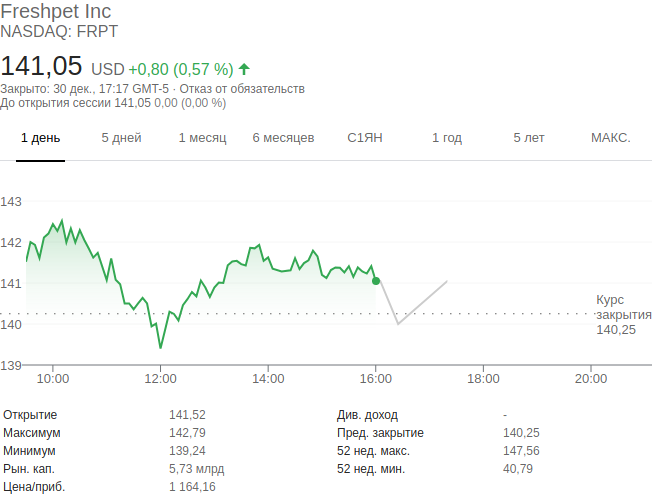 Freshpet Inc
NASDAQ: FRPT
141,05 USD +0,80 (0,57 %)
Закрыто: 30 дек., 17:17 GMT-5 · Отказ от обязательств
До открытия сессии 141,05 0,00 (0,00 %)
1 день 5 дней 1 месяц 6 месяцев С1ЯН 1 год 5 лет МАКС.
143
142
141
140
139
Курс
закрытия
140,25
10:00 12:00 14:00 16:00 18:00 20:00
Открытие 141,52 Див. доход -
Максимум 142,79 Пред. закрытие 140,25
Минимум 139,24 52 нед. макс. 147,56
Рын. кап. 5,73 млрд 52 нед. мин. 40,79
Цена/приб. 1 164,16